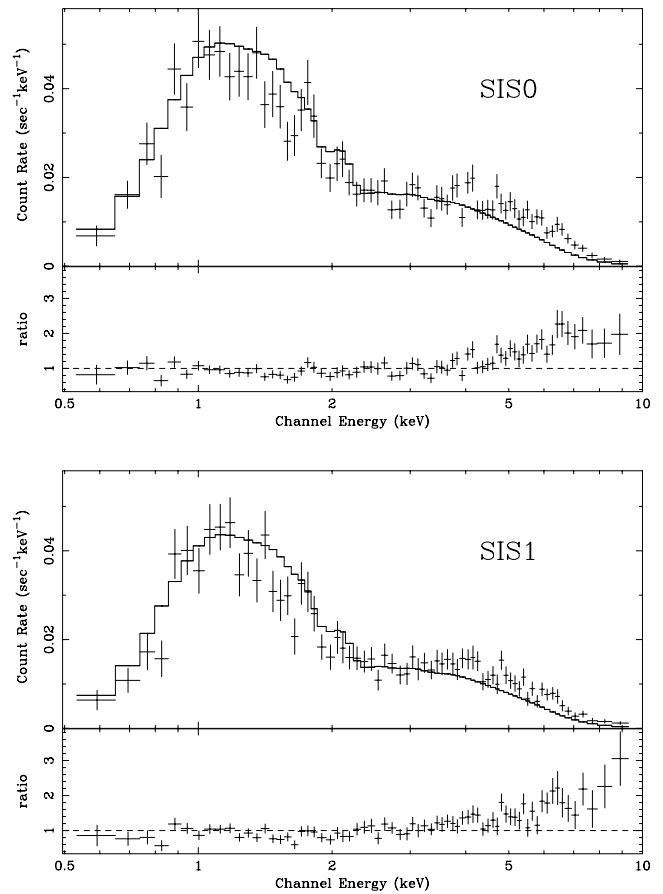 Count Rate (sec⁻¹keV⁻¹)
0.04
0.02
0
SIS0
ratio
3
2
1
0.5 1 2 5 10
Channel Energy (keV)
Count Rate (sec⁻¹keV⁻¹)
0.04
0.02
0
SIS1
ratio
3
2
1
0.5 1 2 5 10
Channel Energy (keV)